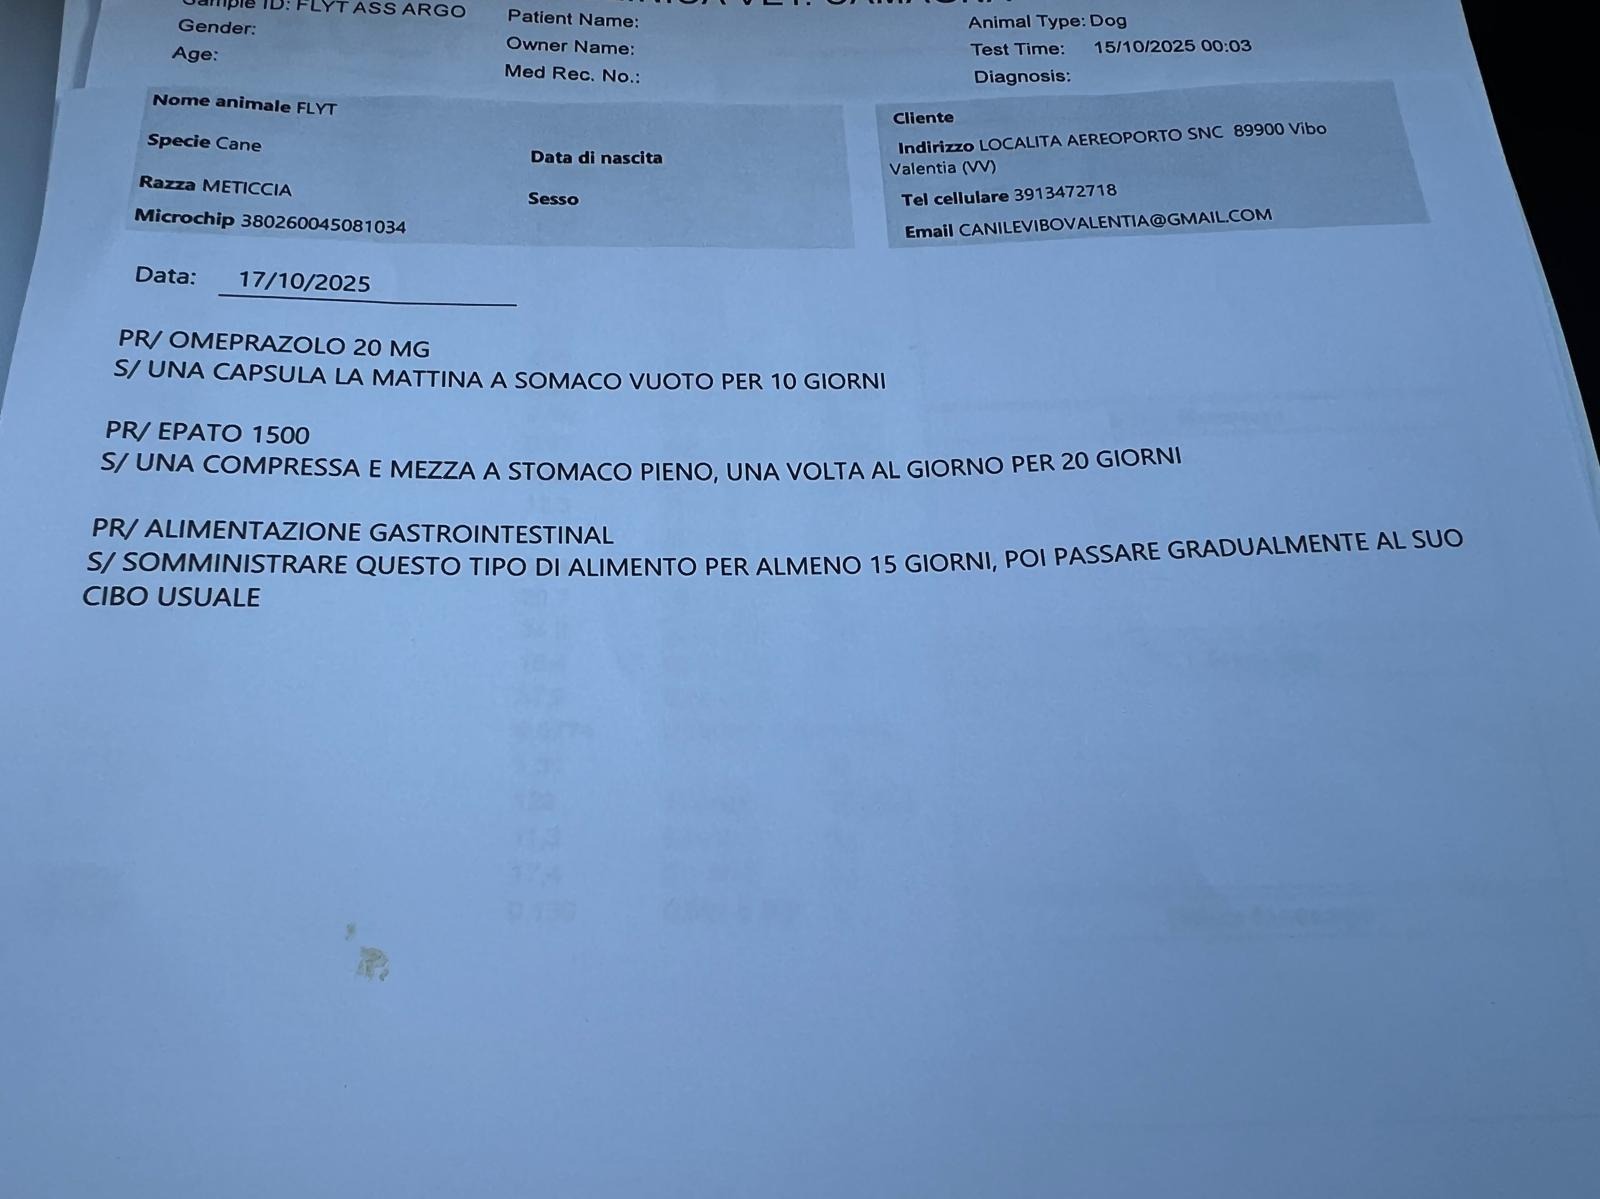 Sample ID: FLYT ASS ARGO
Gender:
Age:
Patient Name:
Owner Name:
Med Rec. No.:
Animal Type: Dog
Test Time: 15/10/2025 00:03
Diagnosis:
Nome animale FLYT
Specie Cane
Data di nascita
Razza METICCIA
Sesso
Microchip 380260045081034
Cliente
Indirizzo LOCALITA AEREOPORTO SNC 89900 Vibo
Valentia (VV)
Tel cellulare 3913472718
Email CANILEVIBOVALENTIA@GMAIL.COM
Data: 17/10/2025
PR/ OMEPRAZOLO 20 MG
S/ UNA CAPSULA LA MATTINA A SOMACO VUOTO PER 10 GIORNI
PR/ EPATO 1500
S/ UNA COMPRESSA E MEZZA A STOMACO PIENO, UNA VOLTA AL GIORNO PER 20 GIORNI
PR/ ALIMENTAZIONE GASTROINTESTINAL
S/ SOMMINISTRARE QUESTO TIPO DI ALIMENTO PER ALMENO 15 GIORNI, POI PASSARE GRADUALMENTE AL SUO
CIBO USUALE